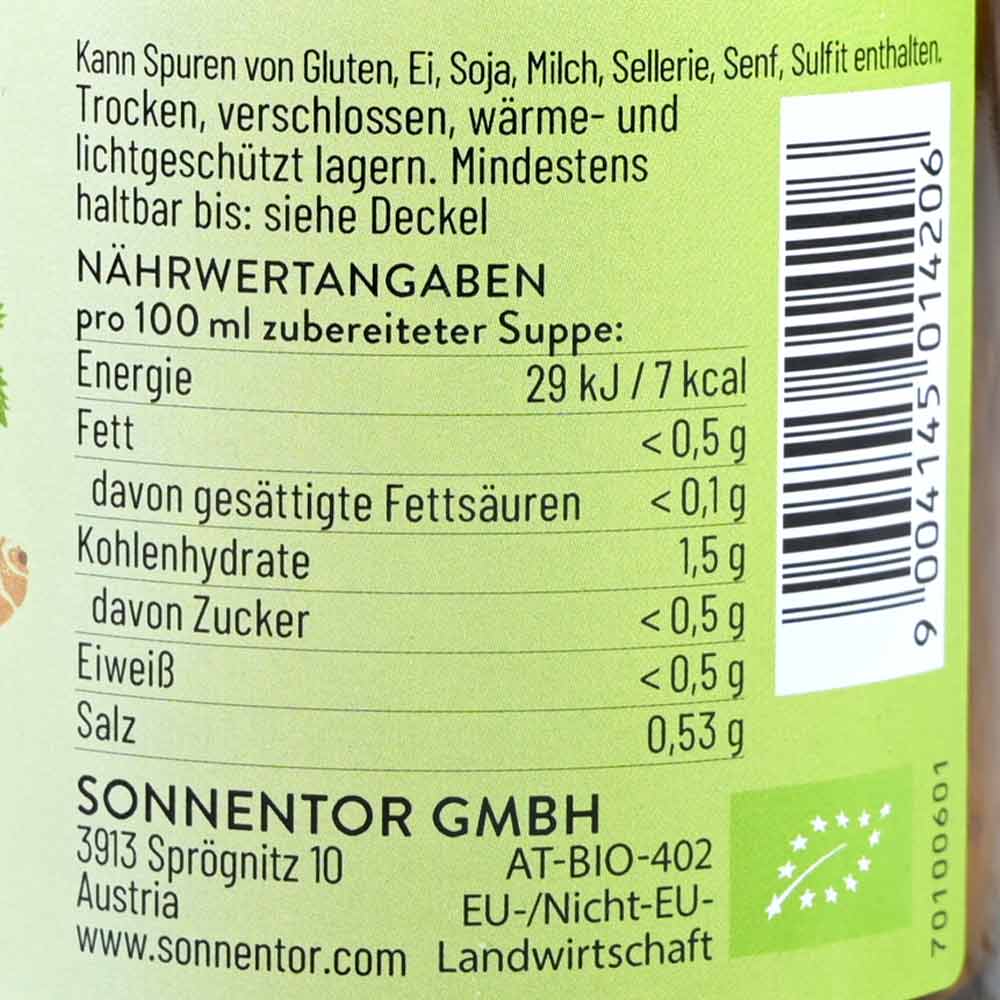 Kann Spuren von Gluten, Ei, Soja, Milch, Sellerie, Senf, Sulfit enthalten.
Trocken, verschlossen, wärme- und
lichtgeschützt lagern. Mindestens
haltbar bis: siehe Deckel
NÄHRWERTANGABEN
pro 100 ml zubereiteter Suppe:
Energie 29 kJ / 7 kcal
Fett < 0,5 g
davon gesättigte Fettsäuren < 0,1 g
Kohlenhydrate 1,5 g
davon Zucker < 0,5 g
Eiweiß < 0,5 g
Salz 0,53 g
SONNENTOR GMBH
3913 Sprögnitz 10
Austria
www.sonnentor.com
AT-BIO-402
EU-/Nicht-EU-
Landwirtschaft
9 004145 014206
70100601